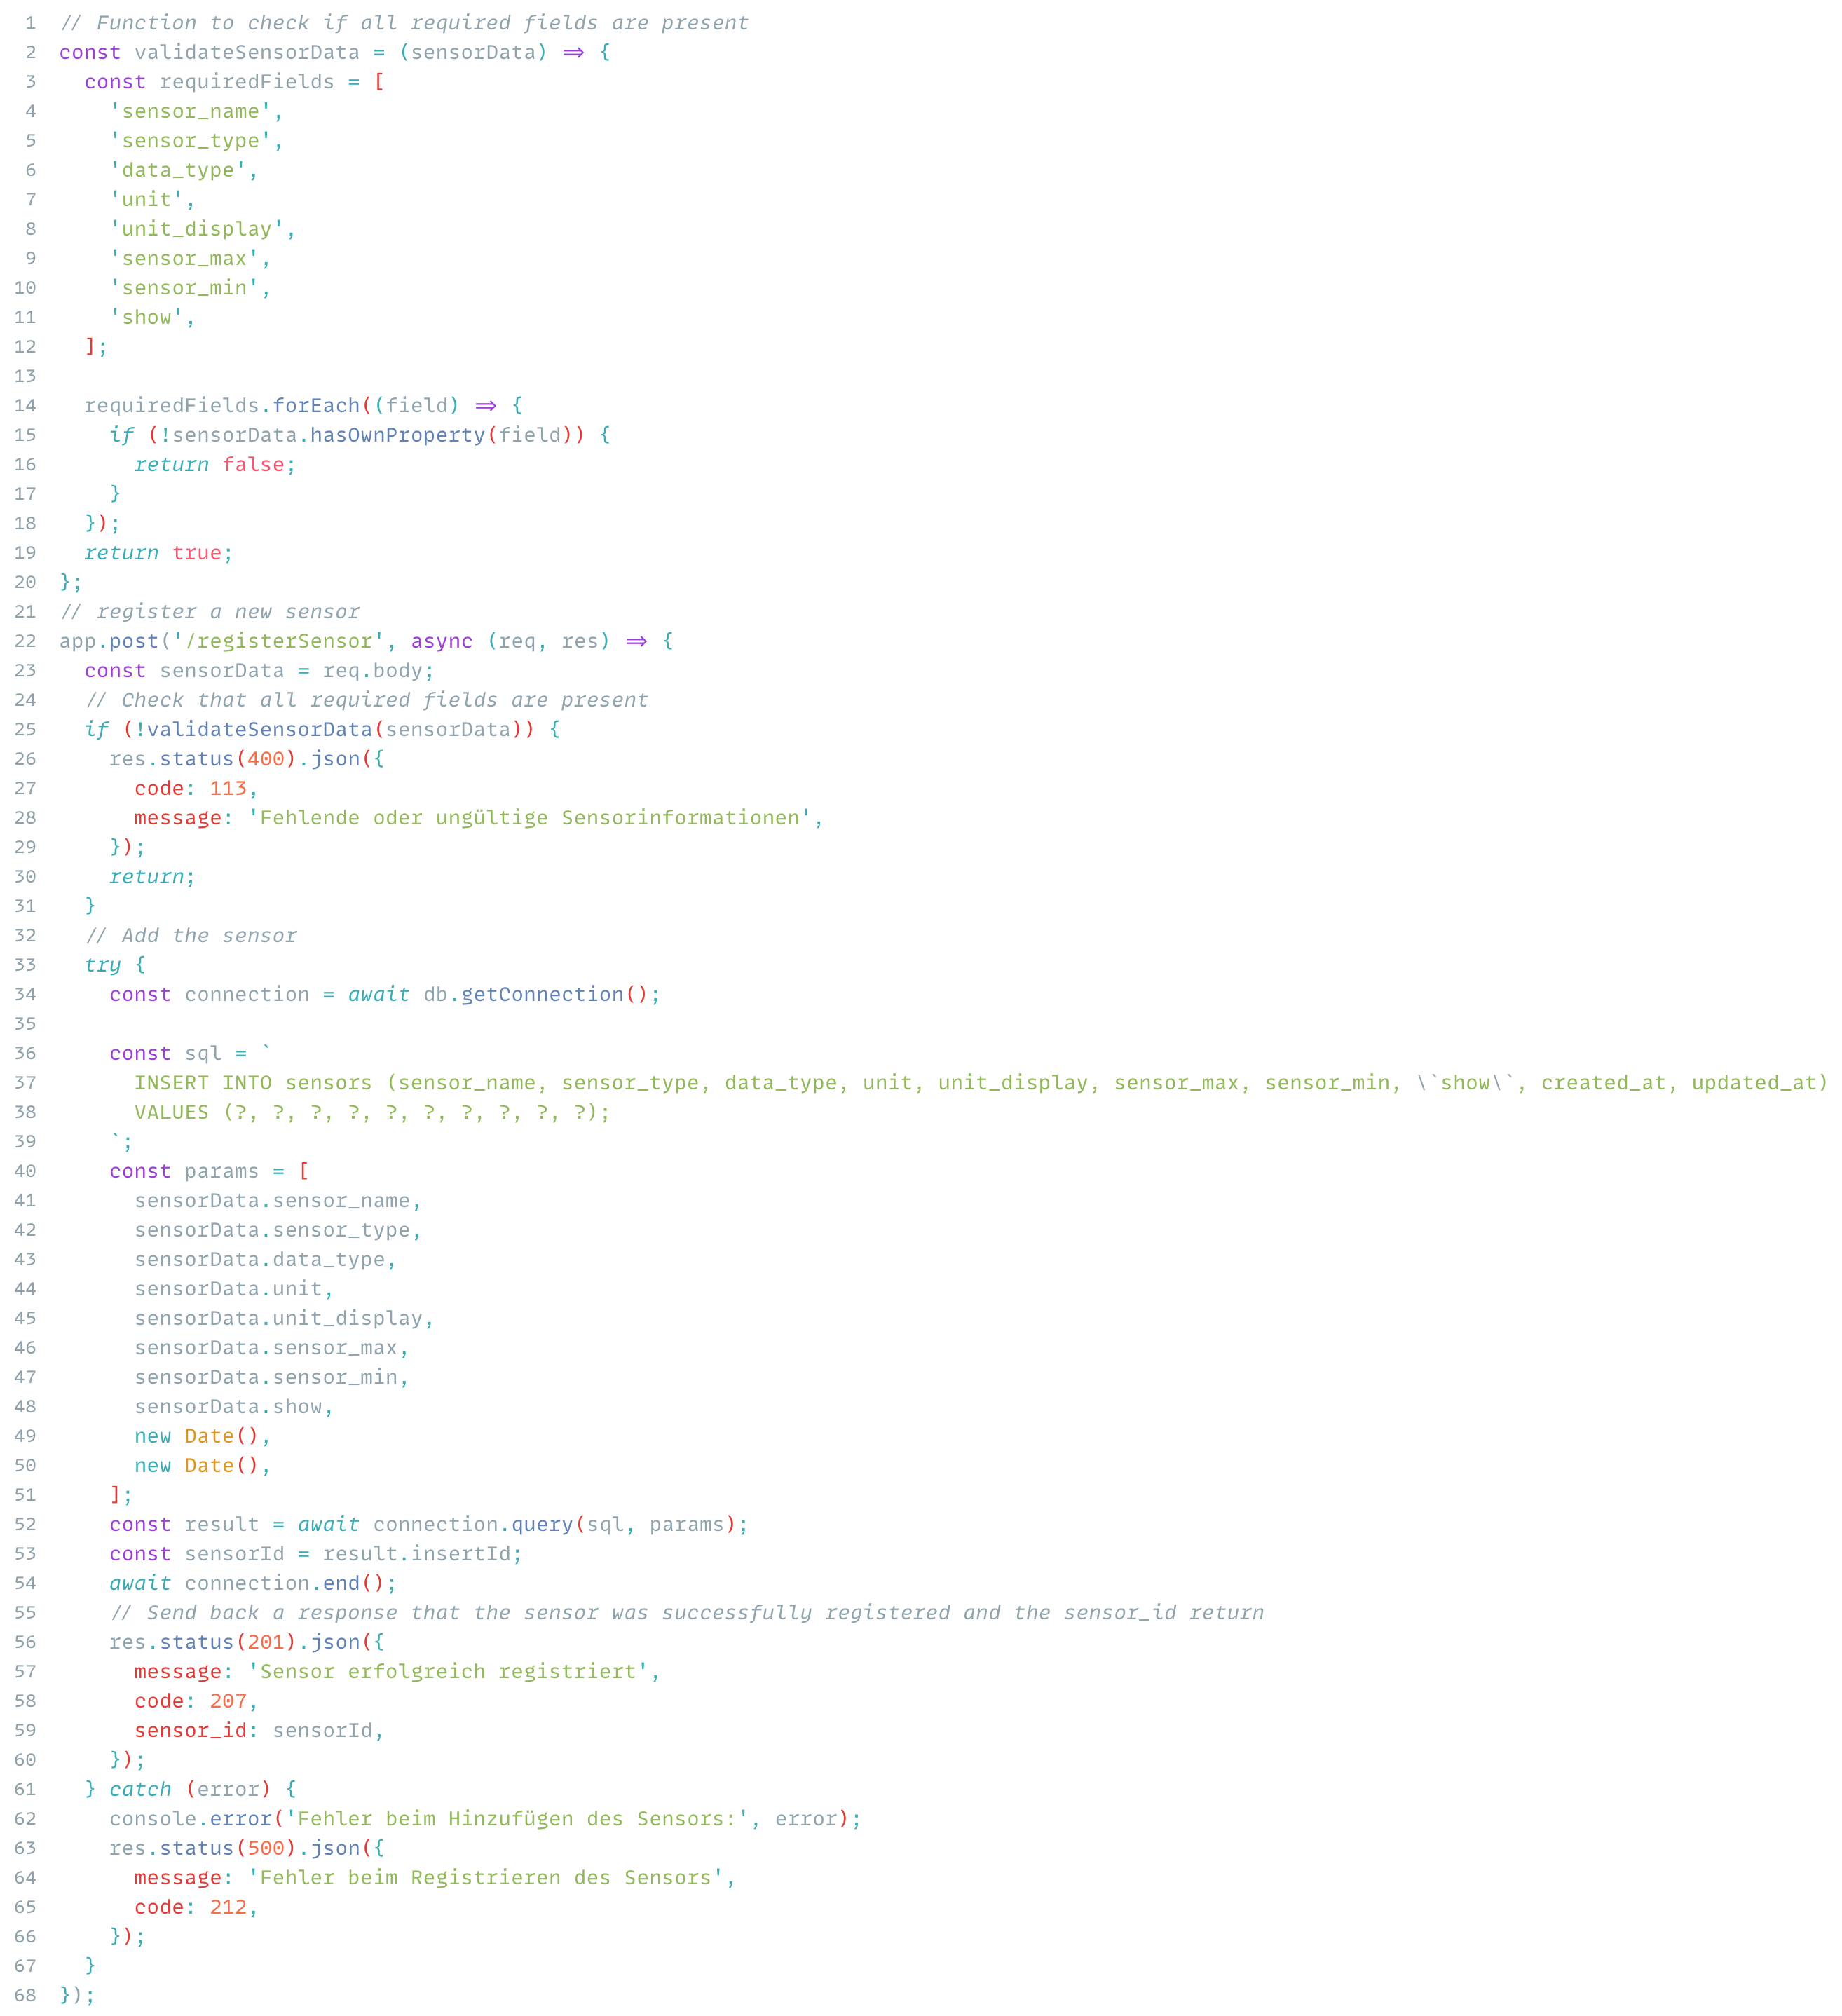 1 // Function to check if all required fields are present
2 const validateSensorData = (sensorData) => {
3   const requiredFields = [
4     'sensor_name',
5     'sensor_type',
6     'data_type',
7     'unit',
8     'unit_display',
9     'sensor_max',
10     'sensor_min',
11     'show',
12   ];
13
14   requiredFields.forEach((field) => {
15     if (!sensorData.hasOwnProperty(field)) {
16       return false;
17     }
18   });
19   return true;
20 };
21 // register a new sensor
22 app.post('/registerSensor', async (req, res) => {
23   const sensorData = req.body;
24   // Check that all required fields are present
25   if (!validateSensorData(sensorData)) {
26     res.status(400).json({
27       code: 113,
28       message: 'Fehlende oder ungültige Sensorinformationen',
29     });
30     return;
31   }
32   // Add the sensor
33   try {
34     const connection = await db.getConnection();
35
36     const sql = `
37       INSERT INTO sensors (sensor_name, sensor_type, data_type, unit, unit_display, sensor_max, sensor_min, \`show\`, created_at, updated_at)
38       VALUES (?, ?, ?, ?, ?, ?, ?, ?, ?, ?);
39     `;
40     const params = [
41       sensorData.sensor_name,
42       sensorData.sensor_type,
43       sensorData.data_type,
44       sensorData.unit,
45       sensorData.unit_display,
46       sensorData.sensor_max,
47       sensorData.sensor_min,
48       sensorData.show,
49       new Date(),
50       new Date(),
51     ];
52     const result = await connection.query(sql, params);
53     const sensorId = result.insertId;
54     await connection.end();
55     // Send back a response that the sensor was successfully registered and the sensor_id return
56     res.status(201).json({
57       message: 'Sensor erfolgreich registriert',
58       code: 207,
59       sensor_id: sensorId,
60     });
61   } catch (error) {
62     console.error('Fehler beim Hinzufügen des Sensors:', error);
63     res.status(500).json({
64       message: 'Fehler beim Registrieren des Sensors',
65       code: 212,
66     });
67   }
68 });